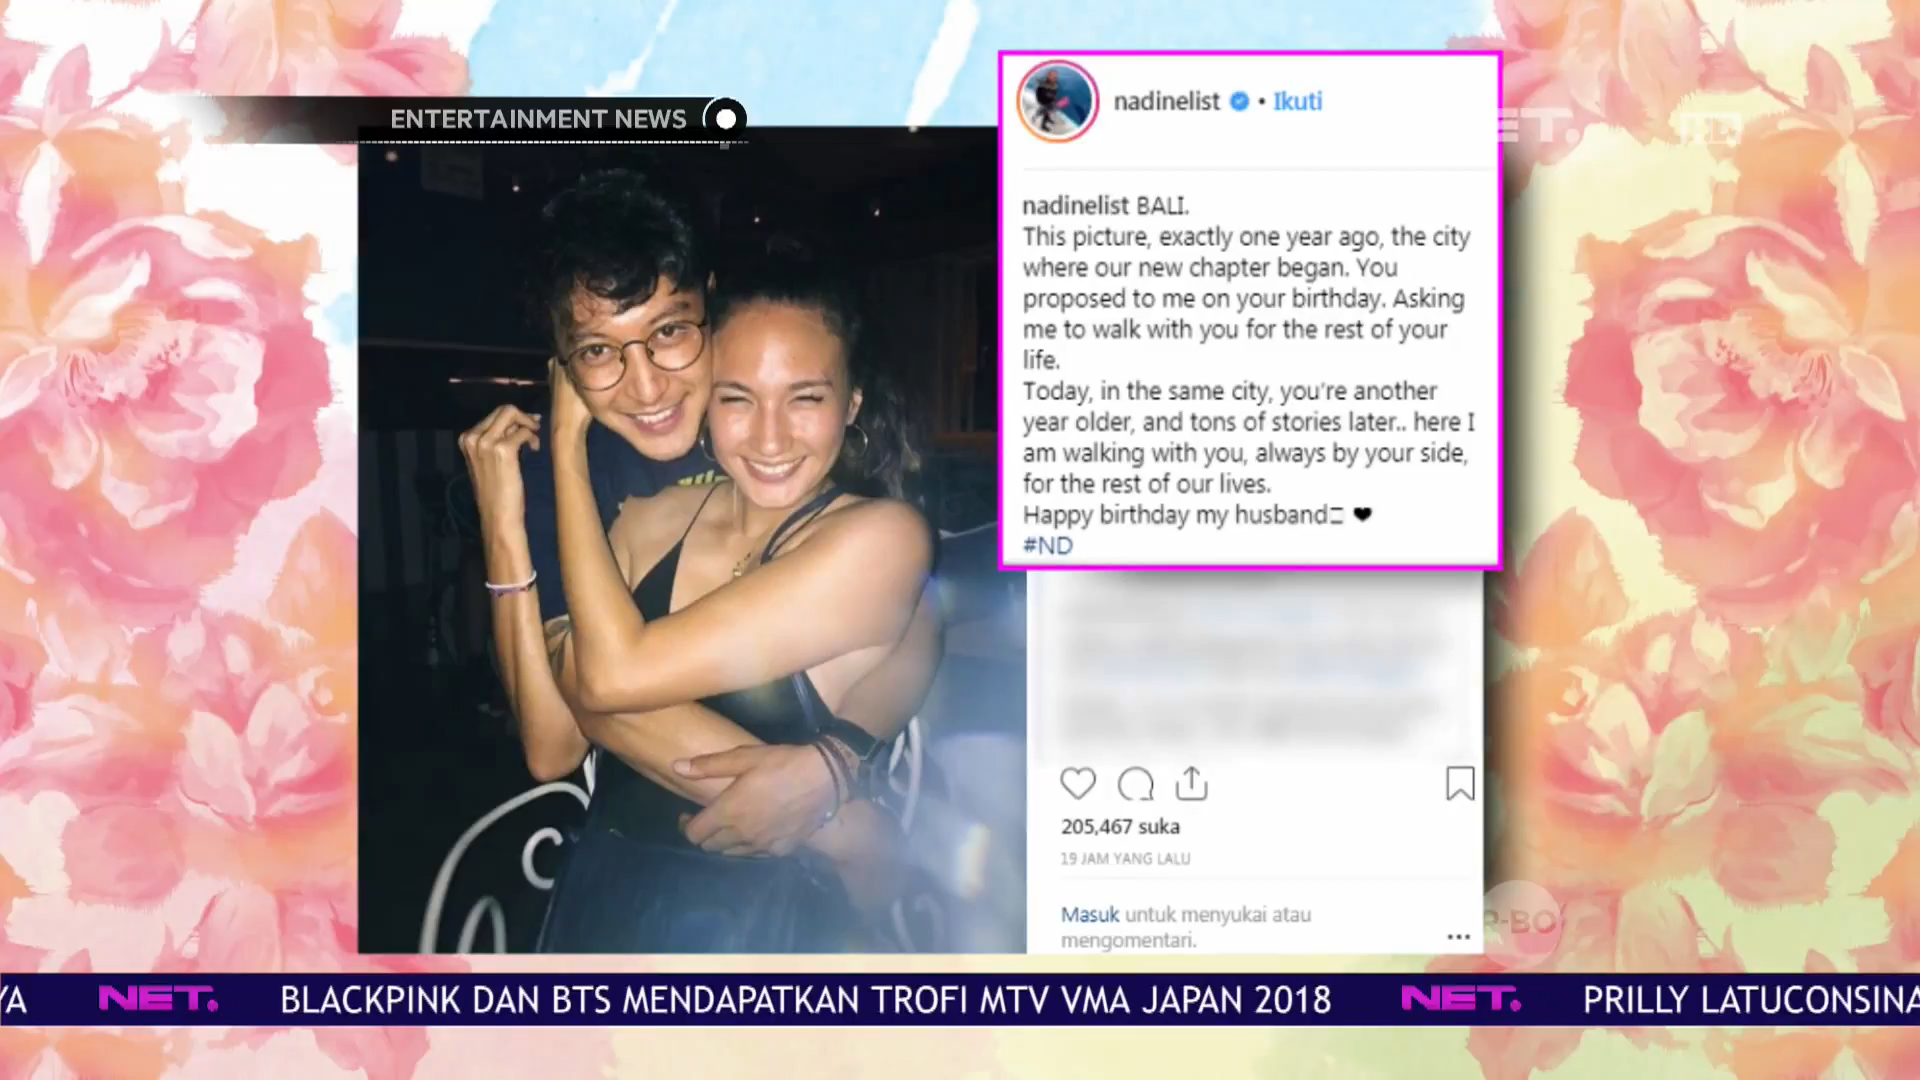 ENTERTAINMENT NEWS
nadinelist • Ikuti
nadinelist BALI.
This picture, exactly one year ago, the city
where our new chapter began. You
proposed to me on your birthday. Asking
me to walk with you for the rest of your
life.
Today, in the same city, you're another
year older, and tons of stories later.. here I
am walking with you, always by your side,
for the rest of our lives.
Happy birthday my husband ❤
#ND
205,467 suka
19 JAM YANG LALU
Masuk untuk menyukai atau
mengomentari.
YA NET. BLACKPINK DAN BTS MENDAPATKAN TROFI MTV VMA JAPAN 2018 NET. PRILLY LATUCONSINA